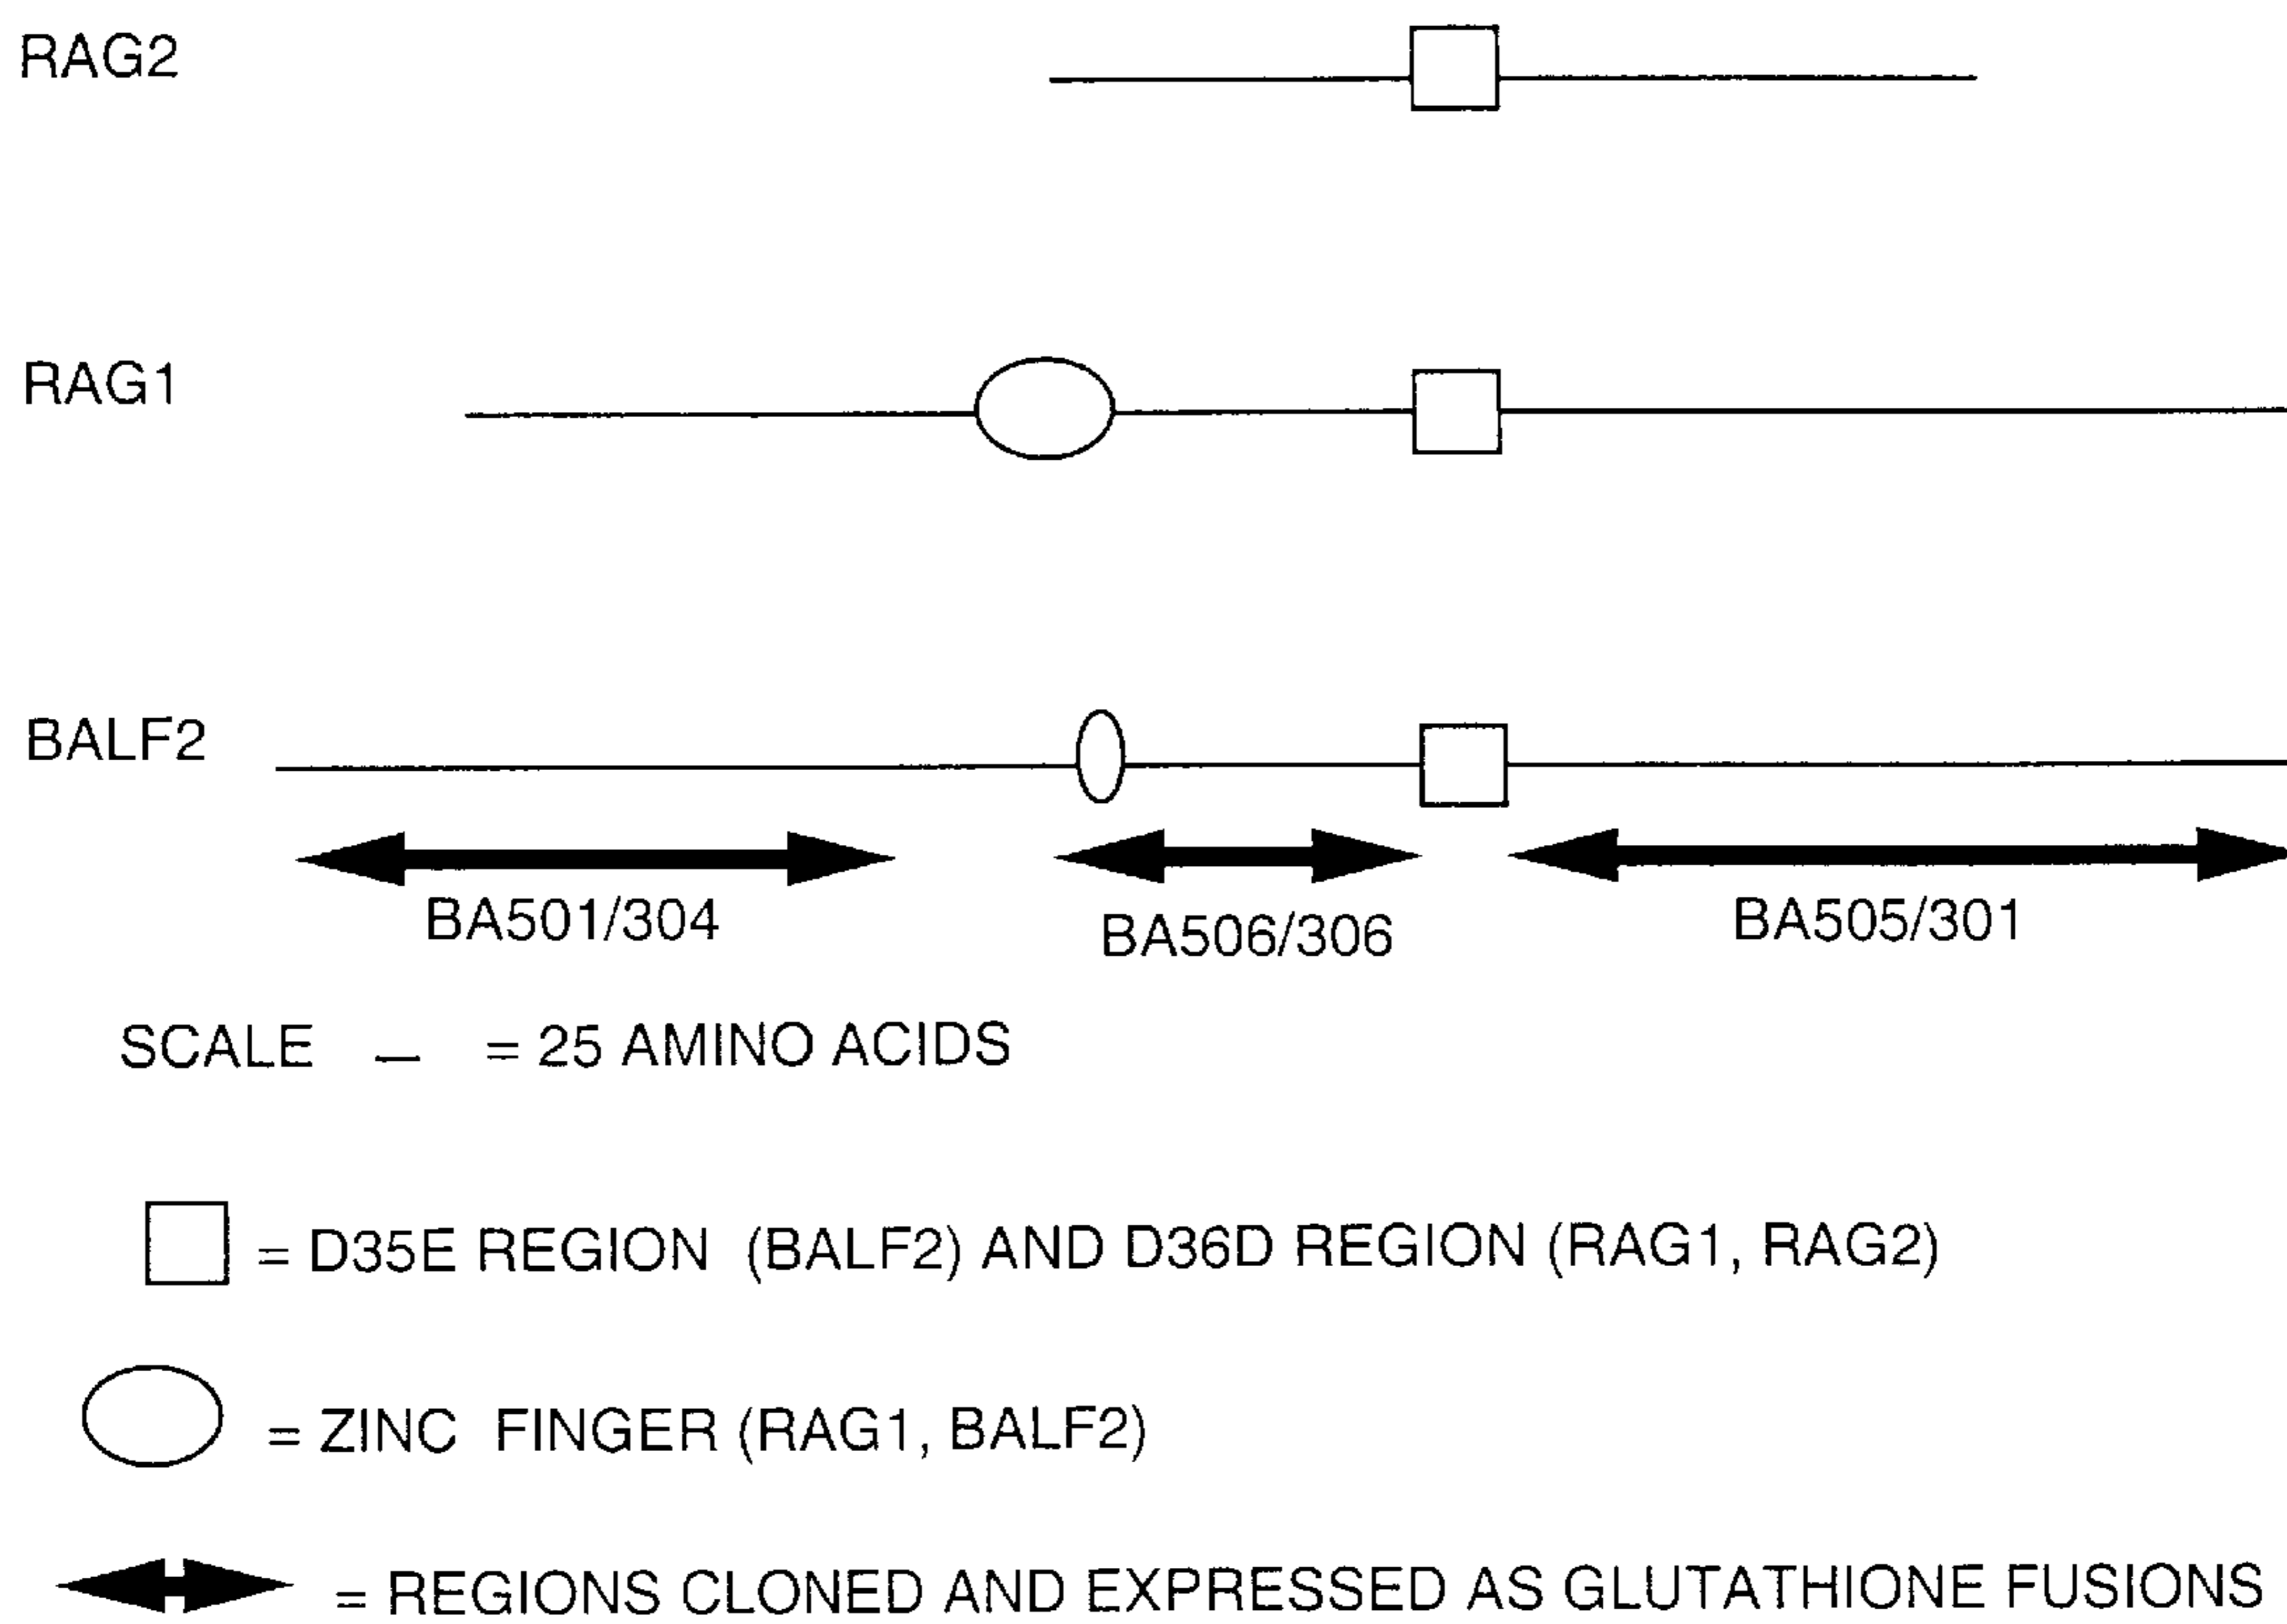 RAG2
RAG1
BALF2
BA501/304
BA506/306
BA505/301
SCALE — = 25 AMINO ACIDS
= D35E REGION (BALF2) AND D36D REGION (RAG1, RAG2)
= ZINC FINGER (RAG1, BALF2)
= REGIONS CLONED AND EXPRESSED AS GLUTATHIONE FUSIONS